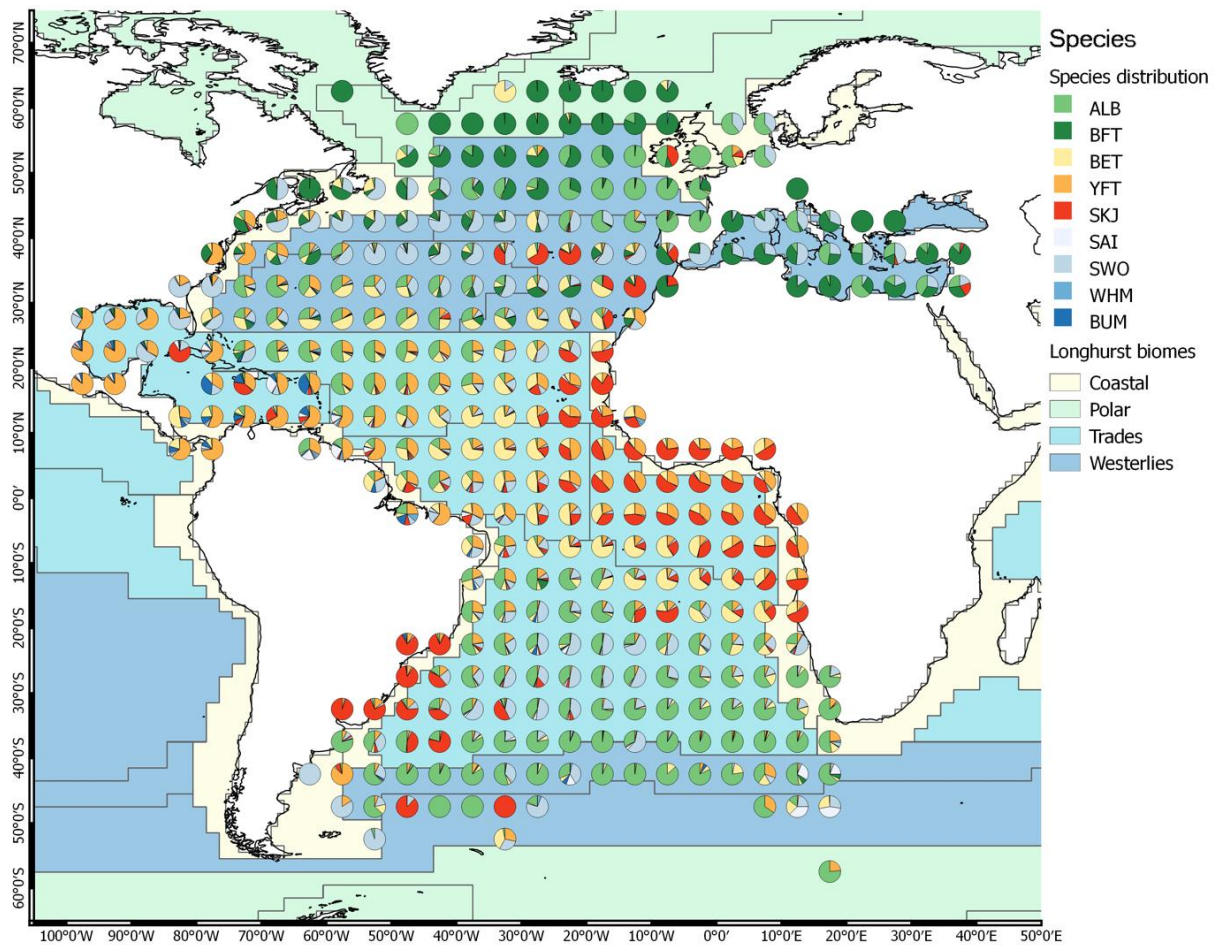 Species
Species distribution
ALB
BFT
BET
YFT
SKJ
SAI
SWO
WHM
BUM
Longhurst biomes
Coastal
Polar
Trades
Westerlies
70°0'N
60°0'N
50°0'N
40°0'N
30°0'N
20°0'N
10°0'N
0°0'
10°0'S
20°0'S
30°0'S
40°0'S
50°0'S
60°0'S
100°0'W 90°0'W 80°0'W 70°0'W 60°0'W 50°0'W 40°0'W 30°0'W 20°0'W 10°0'W 0°0' 10°0'E 20°0'E 30°0'E 40°0'E 50°0'E